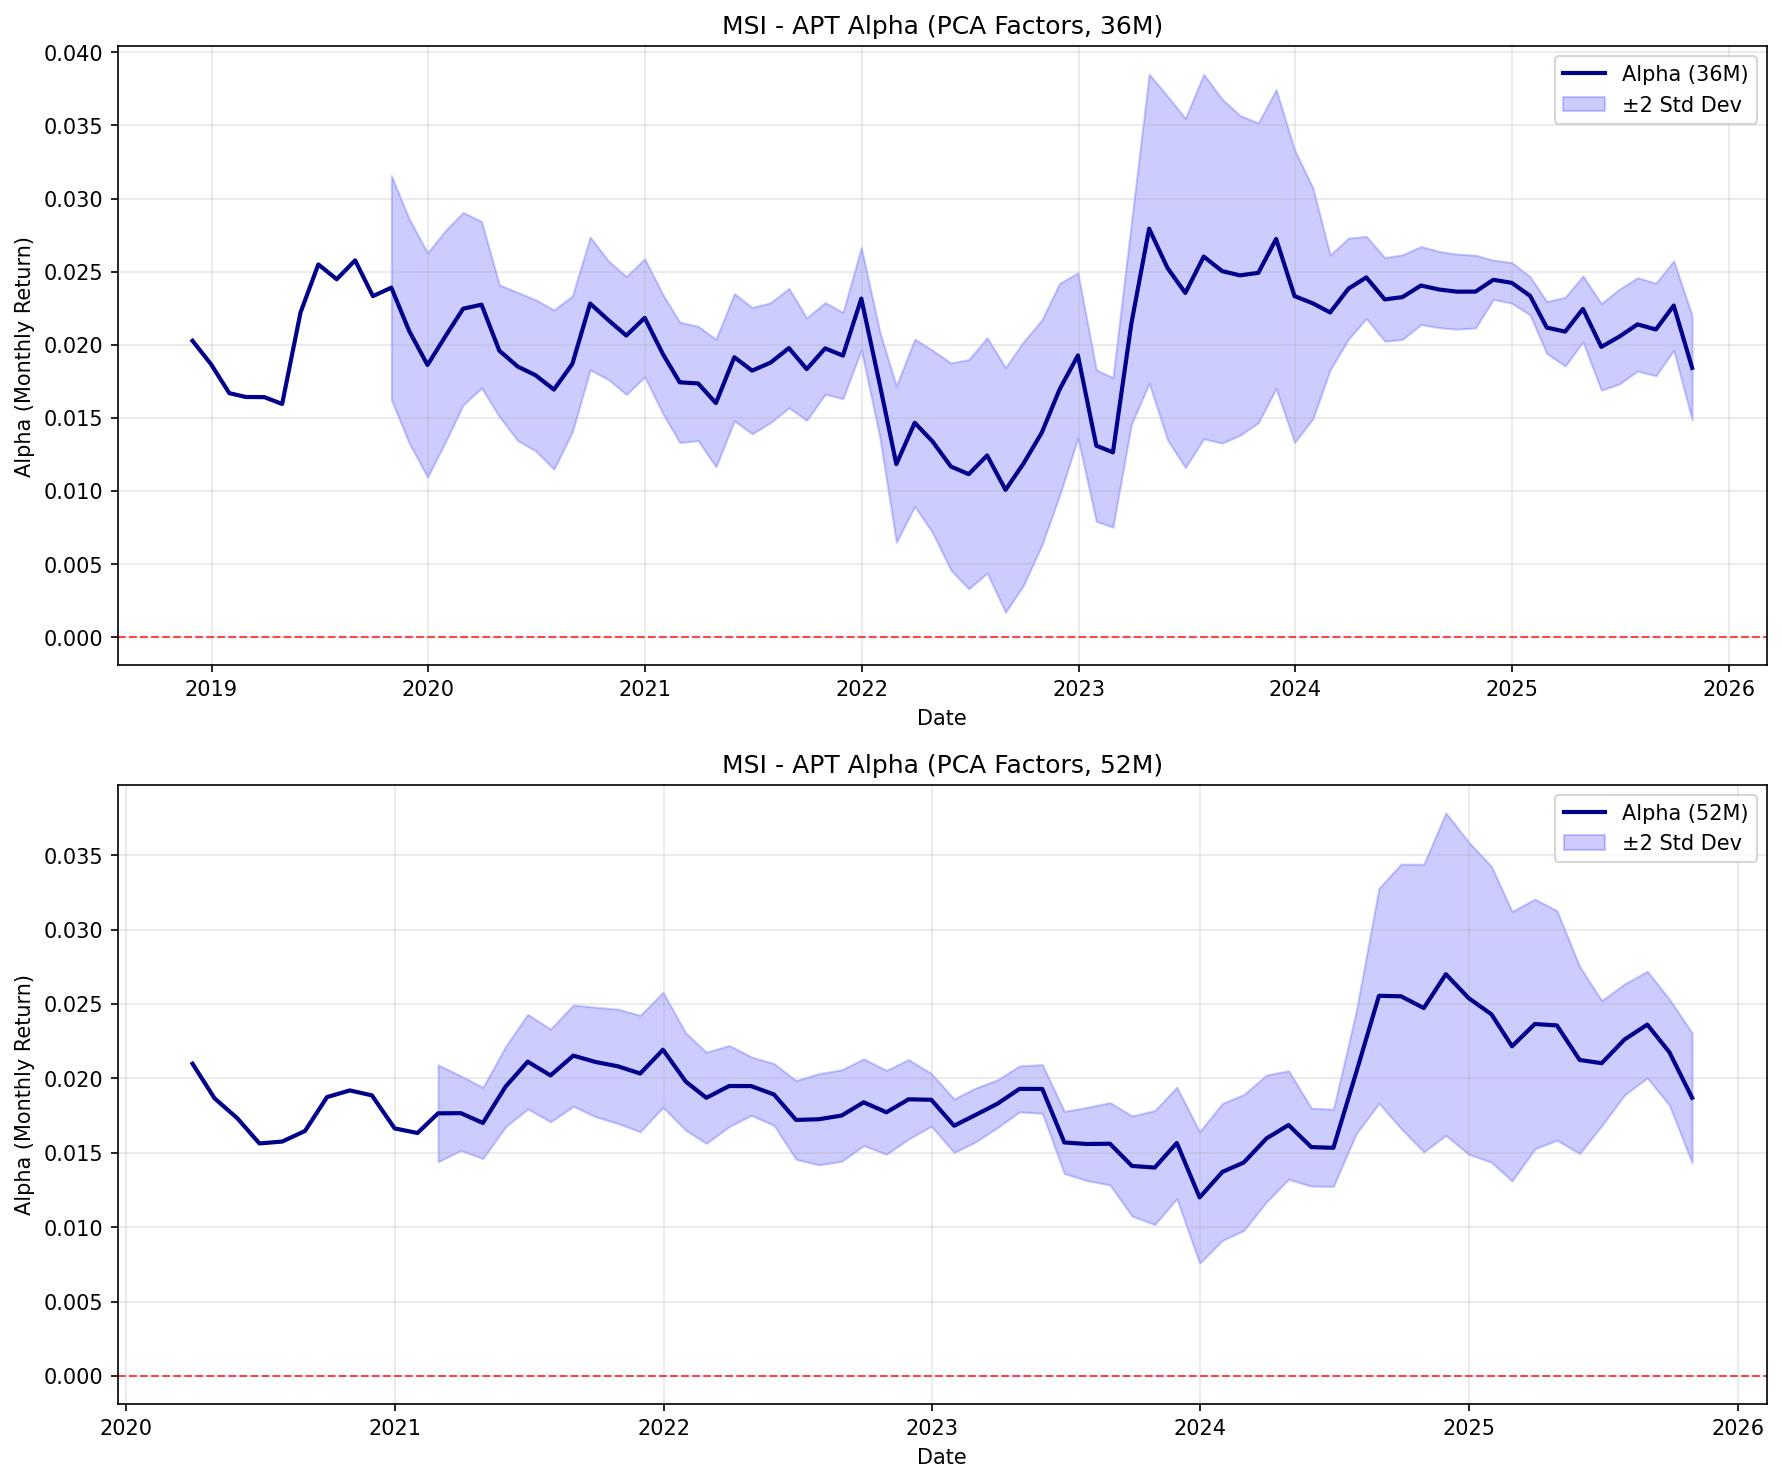 MSI - APT Alpha (PCA Factors, 36M)
Alpha (36M)
±2 Std Dev
Alpha (Monthly Return)
0.040
0.035
0.030
0.025
0.020
0.015
0.010
0.005
0.000
2019 2020 2021 2022 2023 2024 2025 2026
Date
MSI - APT Alpha (PCA Factors, 52M)
Alpha (52M)
±2 Std Dev
Alpha (Monthly Return)
0.035
0.030
0.025
0.020
0.015
0.010
0.005
0.000
2020 2021 2022 2023 2024 2025 2026
Date